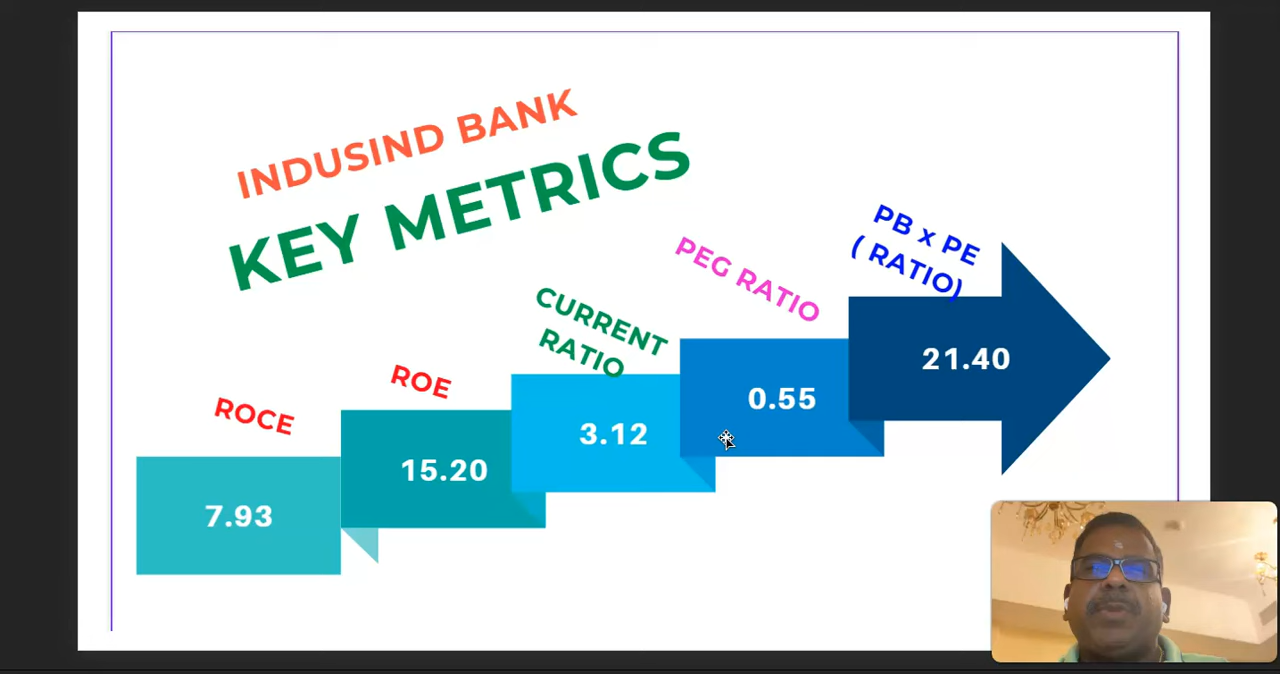 INDUSIND BANK
KEY METRICS
ROCE
7.93
ROE
15.20
CURRENT
RATIO
3.12
PEG RATIO
0.55
PB x PE
( RATIO)
21.40